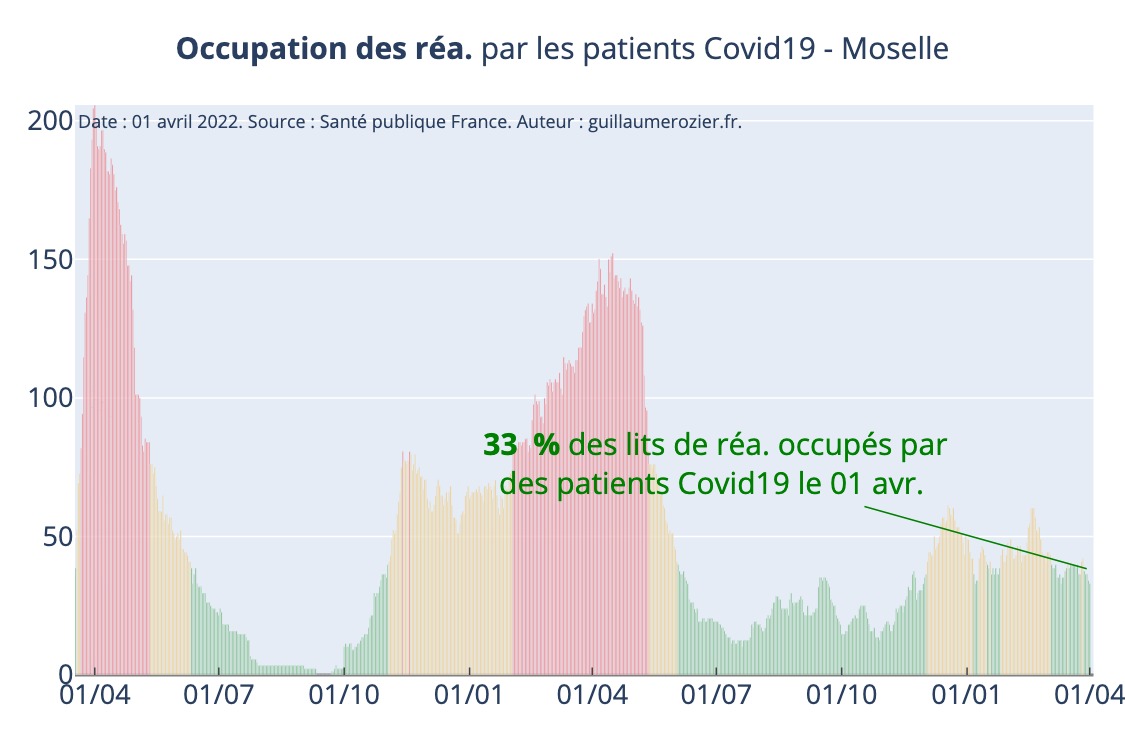 Occupation des réa. par les patients Covid19 - Moselle
200
Date : 01 avril 2022. Source : Santé publique France. Auteur : guillaumerozier.fr.
150
100
33 % des lits de réa. occupés par
des patients Covid19 le 01 avr.
50
0
01/04 01/07 01/10 01/01 01/04 01/07 01/10 01/01 01/04